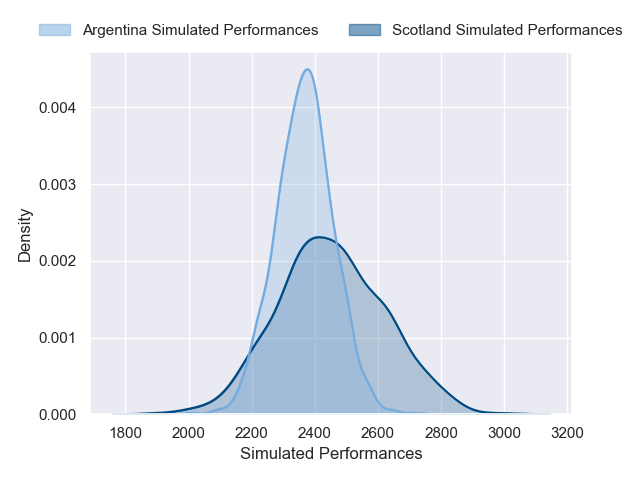 Argentina Simulated Performances Scotland Simulated Performances
0.004
0.003
0.002
0.001
0.000
Density
1800 2000 2200 2400 2600 2800 3000 3200
Simulated Performances